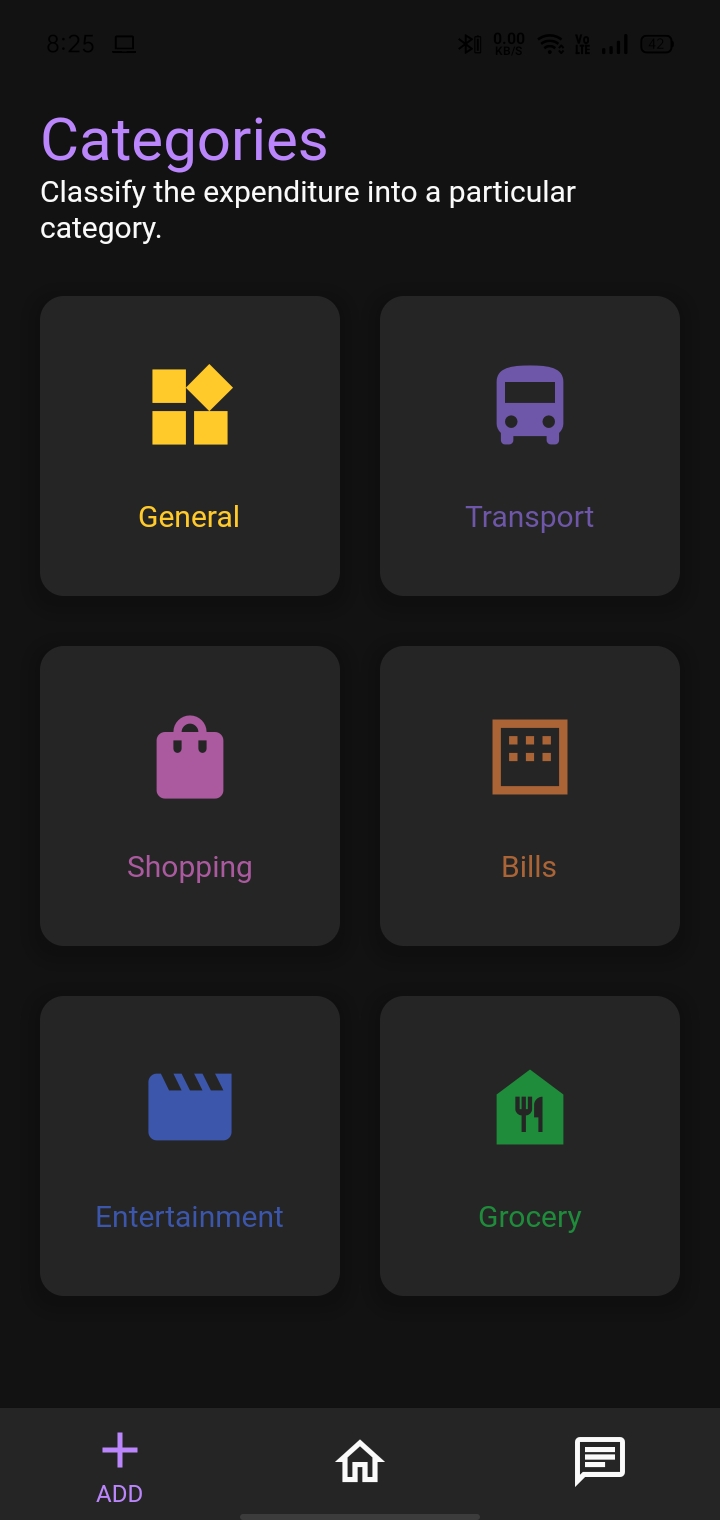 8:25 0.00 KB/S Vo LTE 42
Categories
Classify the expenditure into a particular
category.
General Transport
Shopping Bills
Entertainment Grocery
ADD